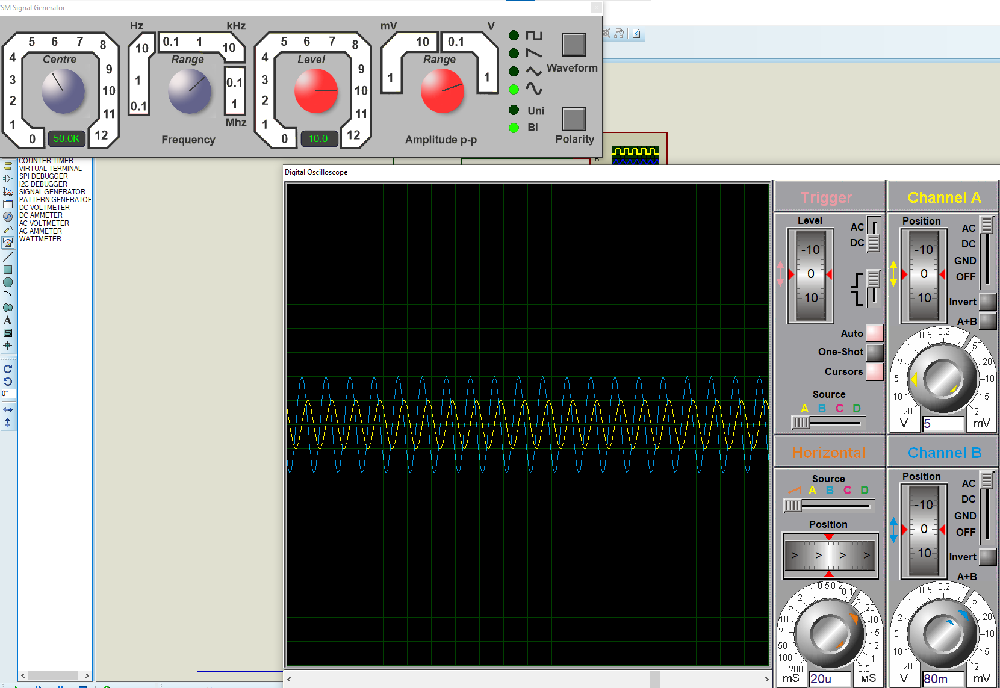 VSM Signal Generator
Hz kHz mV V
5 6 7 8 10 0.1 1 10 5 6 7 8 10 0.1
4 Centre Range 4 Level Range
3 9 1 0.1 3 9 1 1 Waveform
2 10 0.1 1 2 10
1 11 Mhz 1 11 Uni
0 50.0K 12 Frequency 0 10.0 12 Amplitude p-p Bi Polarity
B
COUNTER TIMER
VIRTUAL TERMINAL
SPI DEBUGGER
I2C DEBUGGER
SIGNAL GENERATOR
PATTERN GENERATOR
DC VOLTMETER
DC AMMETER
AC VOLTMETER
AC AMMETER
WATTMETER
A
S
0°
Digital Oscilloscope
Trigger
Level
AC
DC
-10
0
10
Auto
One-Shot
Cursors
Source
A B C D
Channel A
Position
AC
DC
GND
OFF
-10
0
10
Invert
A+B
20 10 5 2 1 0.5 0.2 0.1 50 20 10 5 2
V 5 mV
Horizontal
Source
A B C D
Position
> > > >
200 100 50 20 10 5 2 1 0.5 0.2 0.1 50 20 10 5 2 1 0.5
mS 20u мS
Channel B
Position
AC
DC
GND
OFF
-10
0
10
Invert
A+B
20 10 5 2 1 0.5 0.2 0.1 50 20 10 5 2
V 80m mV